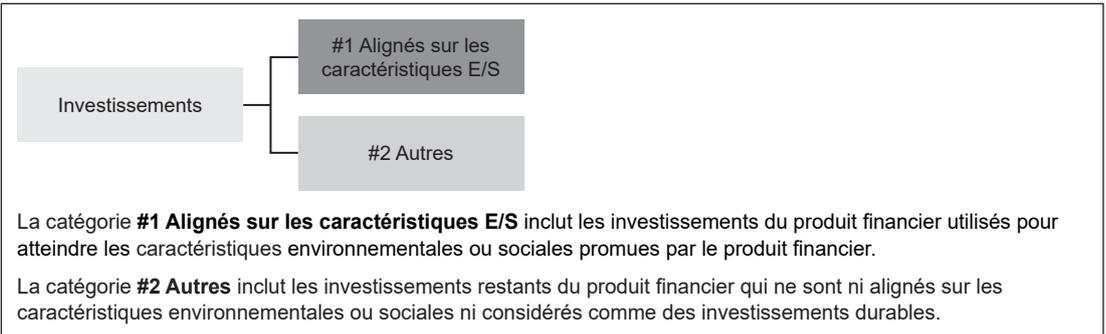 #1 Alignés sur les
caractéristiques E/S
Investissements
#2 Autres
La catégorie #1 Alignés sur les caractéristiques E/S inclut les investissements du produit financier utilisés pour
atteindre les caractéristiques environnementales ou sociales promues par le produit financier.
La catégorie #2 Autres inclut les investissements restants du produit financier qui ne sont ni alignés sur les
caractéristiques environnementales ou sociales ni considérés comme des investissements durables.